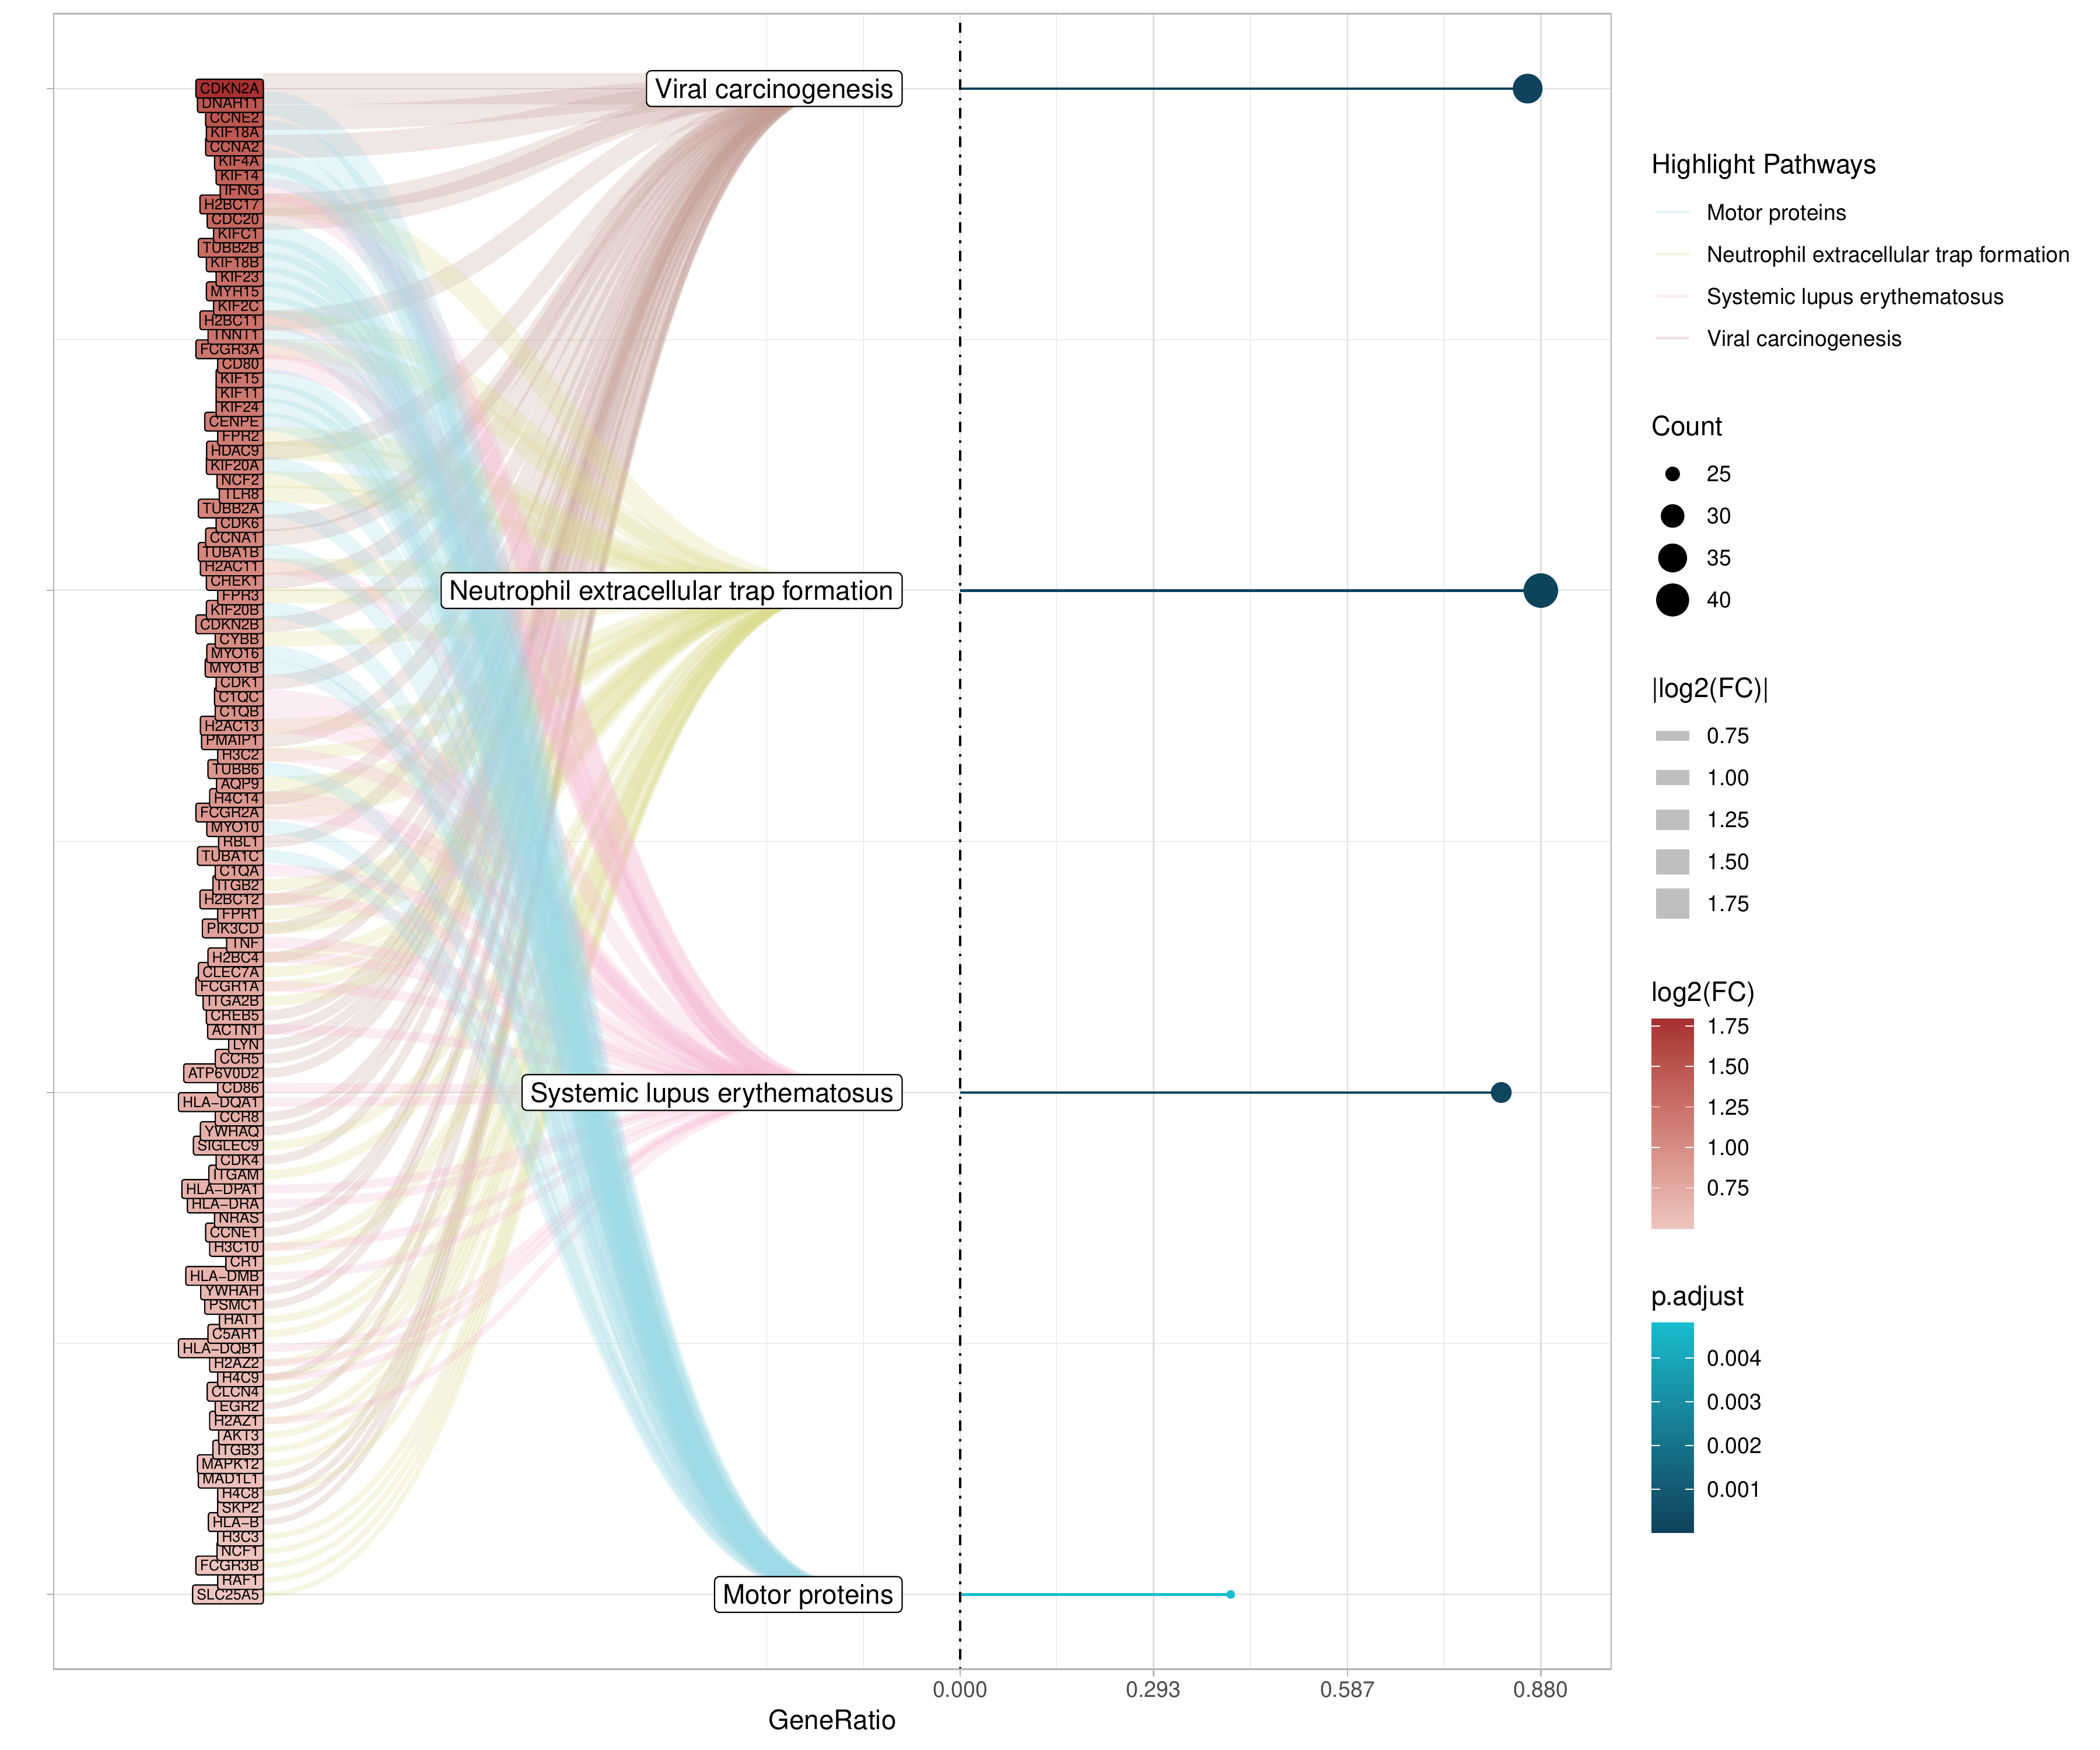 CDKN2A
DNAH11
CCNE2
KIF18A
CCNA2
KIF4A
KIF14
IFNG
H2BC17
CDC20
KIFC1
TUBB2B
KIF18B
KIF23
MYH15
KIF2C
H2BC11
TNNT1
FCGR3A
CD80
KIF15
KIF11
KIF24
CENPE
FPR2
HDAC9
KIF20A
NCF2
TLR8
TUBB2A
CDK6
CCNA1
TUBA1B
H2AC11
CHEK1
FPR3
KIF20B
CDKN2B
CYBB
MYO16
MYO1B
CDK1
C1QC
C1QB
H2AC13
PMAIP1
H3C2
TUBB6
AQP9
H4C14
FCGR2A
MYO10
RBL1
TUBA1C
C1QA
ITGB2
H2BC12
FPR1
PIK3CD
TNF
H2BC4
CLEC7A
FCGR1A
ITGA2B
CREB5
ACTN1
LYN
CCR5
ATP6V0D2
CD86
HLA−DQA1
CCR8
YWHAQ
SIGLEC9
CDK4
ITGAM
HLA−DPA1
HLA−DRA
NRAS
CCNE1
H3C10
CR1
HLA−DMB
YWHAH
PSMC1
HAT1
C5AR1
HLA−DQB1
H2AZ2
H4C9
CLCN4
EGR2
H2AZ1
AKT3
ITGB3
MAPK12
MAD1L1
H4C8
SKP2
HLA−B
H3C3
NCF1
FCGR3B
RAF1
SLC25A5
Viral carcinogenesis
Neutrophil extracellular trap formation
Systemic lupus erythematosus
Motor proteins
0.000 0.293 0.587 0.880
GeneRatio
Highlight Pathways
Motor proteins
Neutrophil extracellular trap formation
Systemic lupus erythematosus
Viral carcinogenesis
Count
25
30
35
40
|log2(FC)|
0.75
1.00
1.25
1.50
1.75
log2(FC)
1.75
1.50
1.25
1.00
0.75
p.adjust
0.004
0.003
0.002
0.001